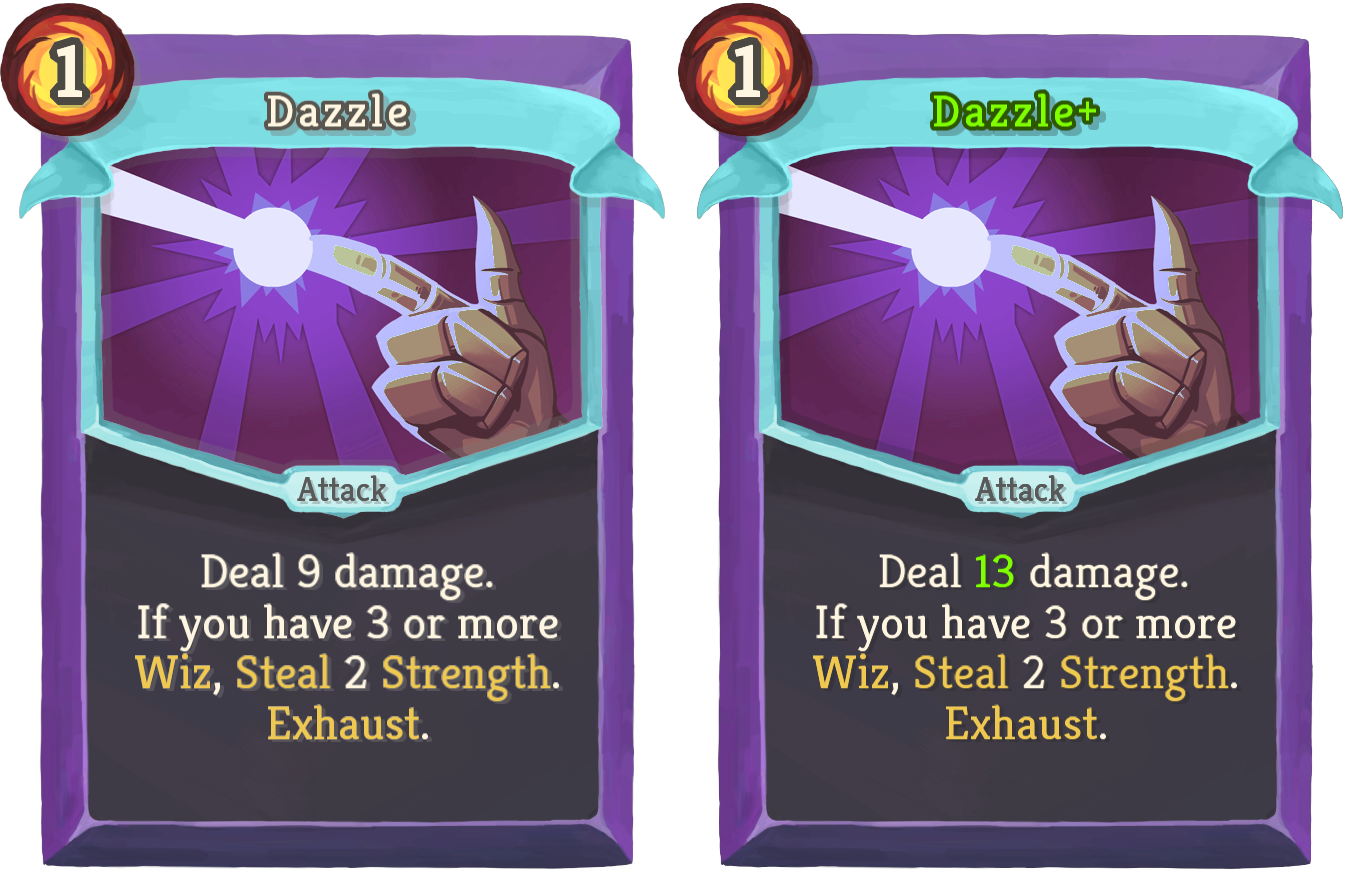 1
Dazzle
Attack
Deal 9 damage.
If you have 3 or more
Wiz, Steal 2 Strength.
Exhaust.
1
Dazzle+
Attack
Deal 13 damage.
If you have 3 or more
Wiz, Steal 2 Strength.
Exhaust.